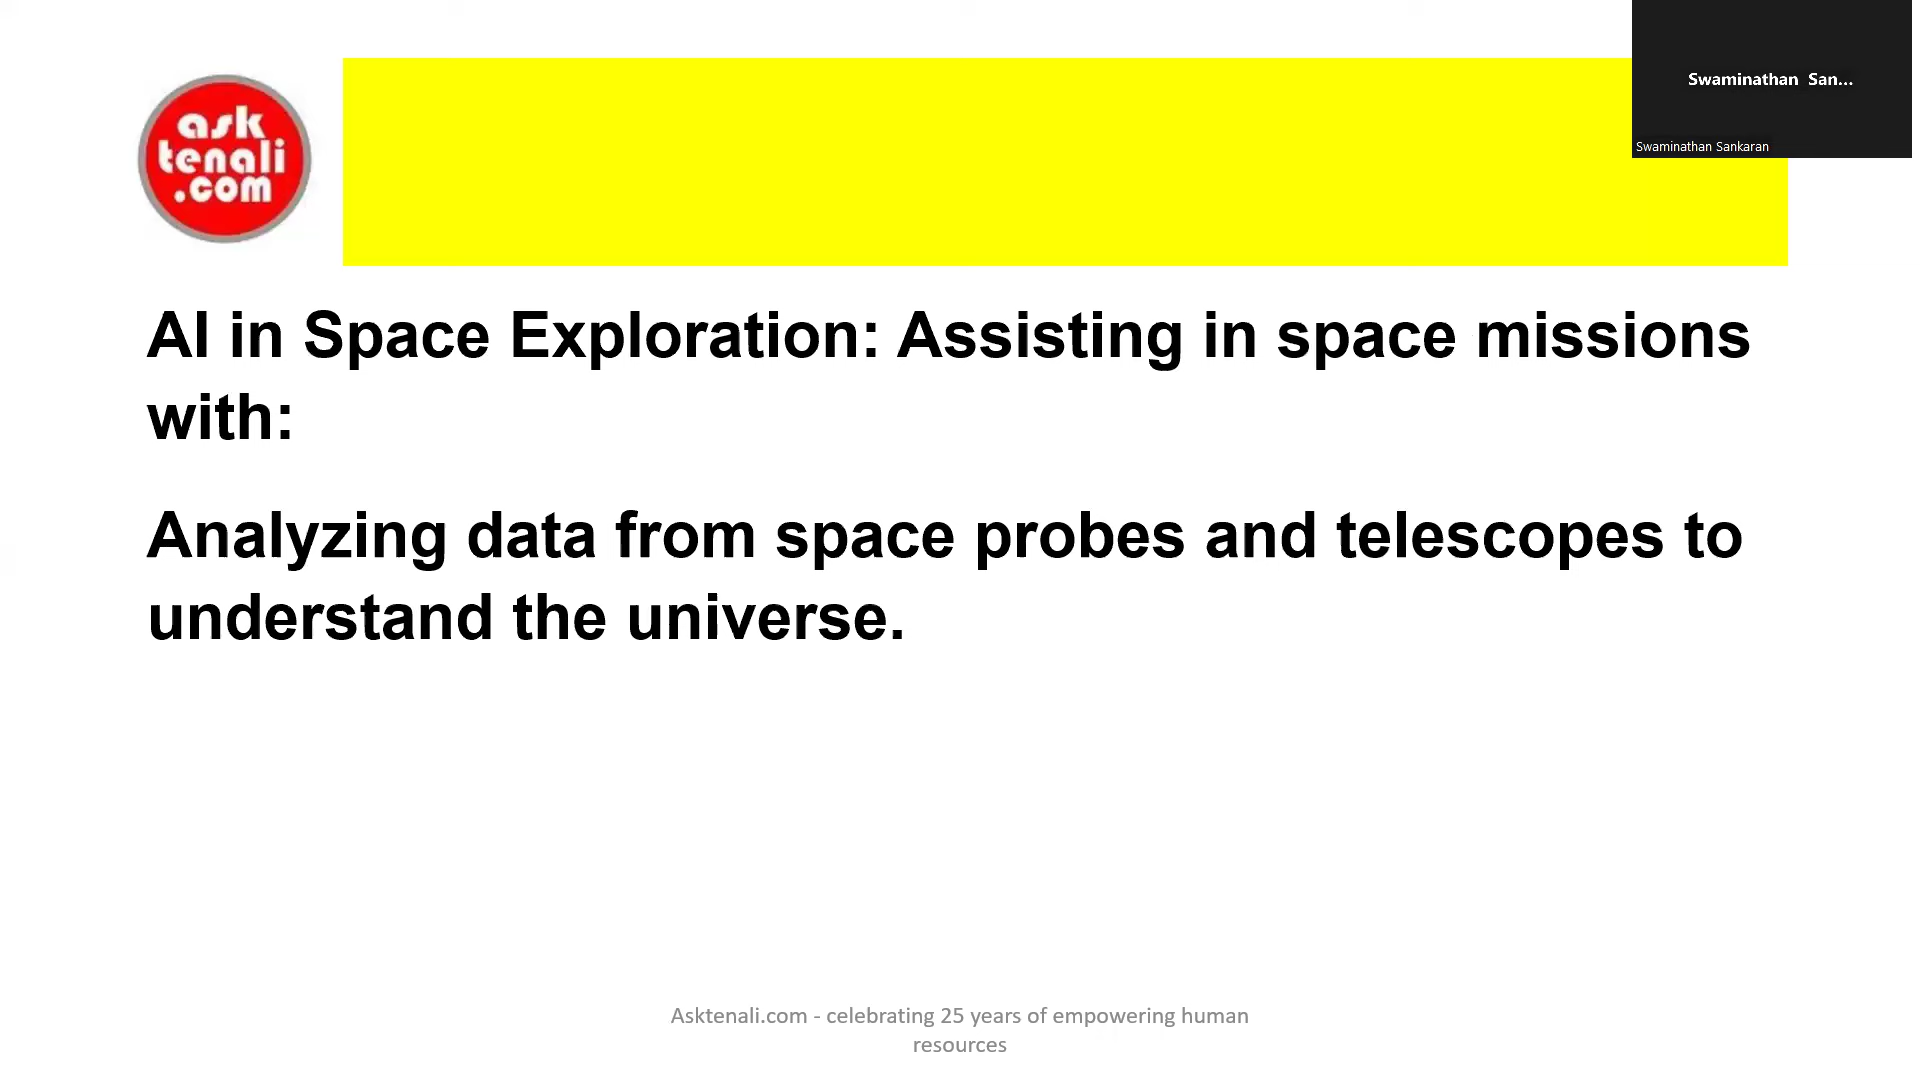 ask
tenali
.com
Swaminathan San...
Swaminathan Sankaran
AI in Space Exploration: Assisting in space missions
with:
Analyzing data from space probes and telescopes to
understand the universe.
Asktenali.com - celebrating 25 years of empowering human
resources